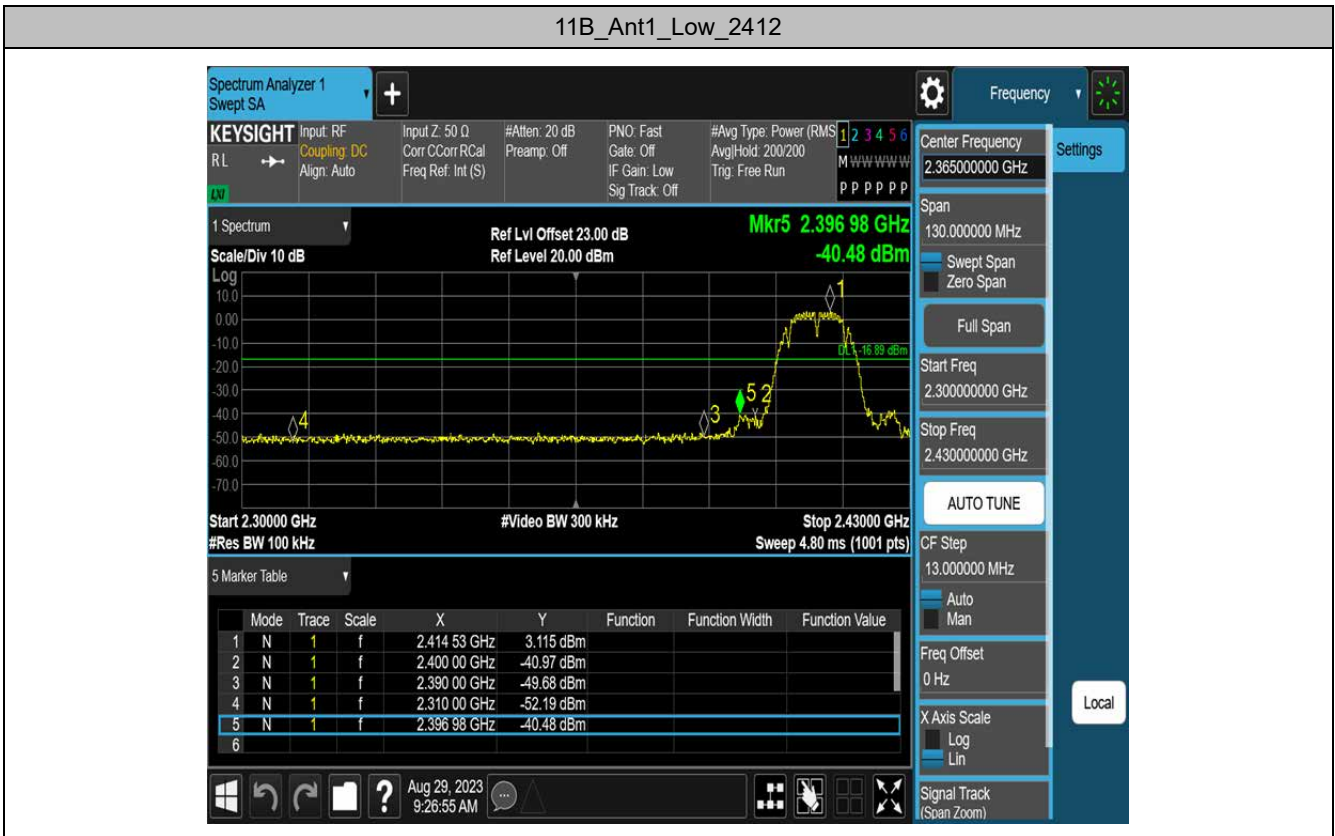 11B_Ant1_Low_2412
Spectrum Analyzer 1
Swept SA
Frequency
KEYSIGHT
RL
LXI
Input: RF
Coupling: DC
Align: Auto
Input Z: 50 Ω
Corr CCorr RCal
Freq Ref: Int (S)
#Atten: 20 dB
Preamp: Off
PNO: Fast
Gate: Off
IF Gain: Low
Sig Track: Off
#Avg Type: Power (RMS
Avg|Hold: 200/200
Trig: Free Run
1 2 3 4 5 6
M W W W W W
P P P P P P
Center Frequency
2.365000000 GHz
Settings
Span
130.000000 MHz
Swept Span
Zero Span
Full Span
Start Freq
2.300000000 GHz
Stop Freq
2.430000000 GHz
AUTO TUNE
CF Step
13.000000 MHz
Auto
Man
Freq Offset
0 Hz
X Axis Scale
Log
Lin
Signal Track
(Span Zoom)
Local
1 Spectrum
Scale/Div 10 dB
Ref Lvl Offset 23.00 dB
Ref Level 20.00 dBm
Mkr5 2.396 98 GHz
-40.48 dBm
Log
10.0
0.00
-10.0
-20.0
-30.0
-40.0
-50.0
-60.0
-70.0
1
DL1 -16.89 dBm
5 2
3
4
Start 2.30000 GHz
#Video BW 300 kHz
Stop 2.43000 GHz
#Res BW 100 kHz
Sweep 4.80 ms (1001 pts)
5 Marker Table
Mode Trace Scale X Y Function Function Width Function Value
1 N 1 f 2.414 53 GHz 3.115 dBm
2 N 1 f 2.400 00 GHz -40.97 dBm
3 N 1 f 2.390 00 GHz -49.68 dBm
4 N 1 f 2.310 00 GHz -52.19 dBm
5 N 1 f 2.396 98 GHz -40.48 dBm
6
?
Aug 29, 2023
9:26:55 AM